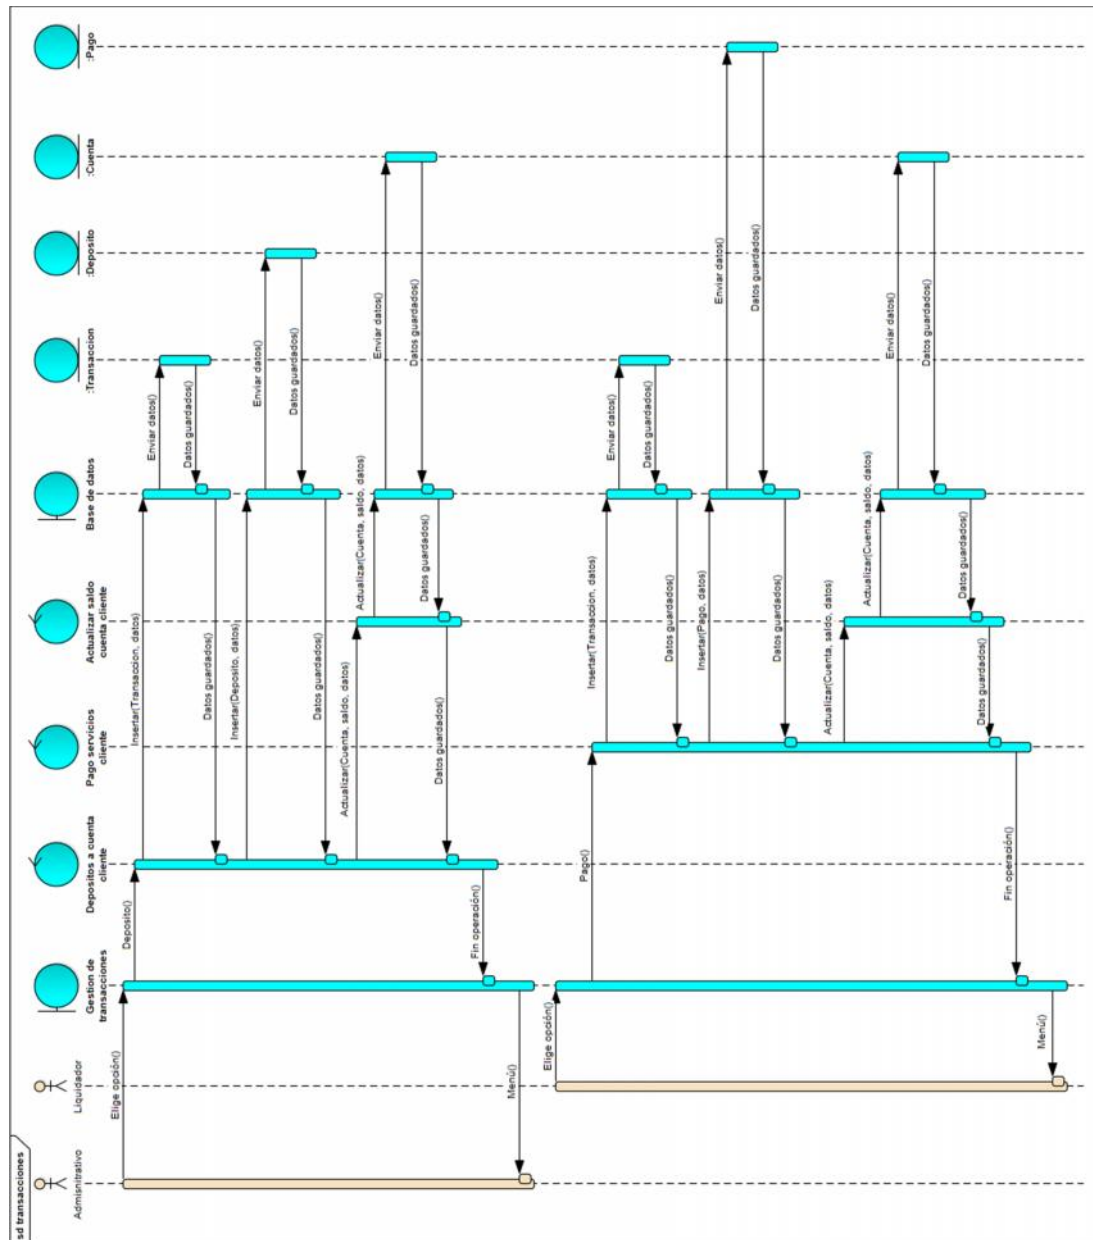 sd transacciones
Admisnitrativo
Liquidador
Gestion de
transacciones
Depositos a cuenta
cliente
Pago servicios
cliente
Actualizar saldo
cuenta cliente
Base de datos
:Transaccion
:Deposito
:Cuenta
:Pago
Elige opción()
Deposito()
Insertar(Transaccion, datos)
Enviar datos()
Datos guardados()
Datos guardados()
Insertar(Deposito, datos)
Enviar datos()
Datos guardados()
Datos guardados()
Actualizar(Cuenta, saldo, datos)
Actualizar(Cuenta, saldo, datos)
Enviar datos()
Datos guardados()
Datos guardados()
Datos guardados()
Fin operación()
Menú()
Elige opción()
Pago()
Insertar(Transaccion, datos)
Enviar datos()
Datos guardados()
Datos guardados()
Insertar(Pago, datos)
Enviar datos()
Datos guardados()
Datos guardados()
Actualizar(Cuenta, saldo, datos)
Actualizar(Cuenta, saldo, datos)
Enviar datos()
Datos guardados()
Datos guardados()
Datos guardados()
Fin operación()
Menú()